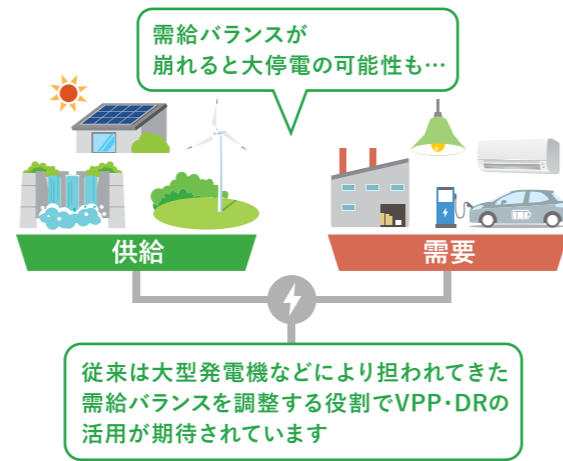 需給バランスが
崩れると大停電の可能性も…
供給
需要
従来は大型発電機などにより担われてきた
需給バランスを調整する役割でVPP・DRの
活用が期待されています